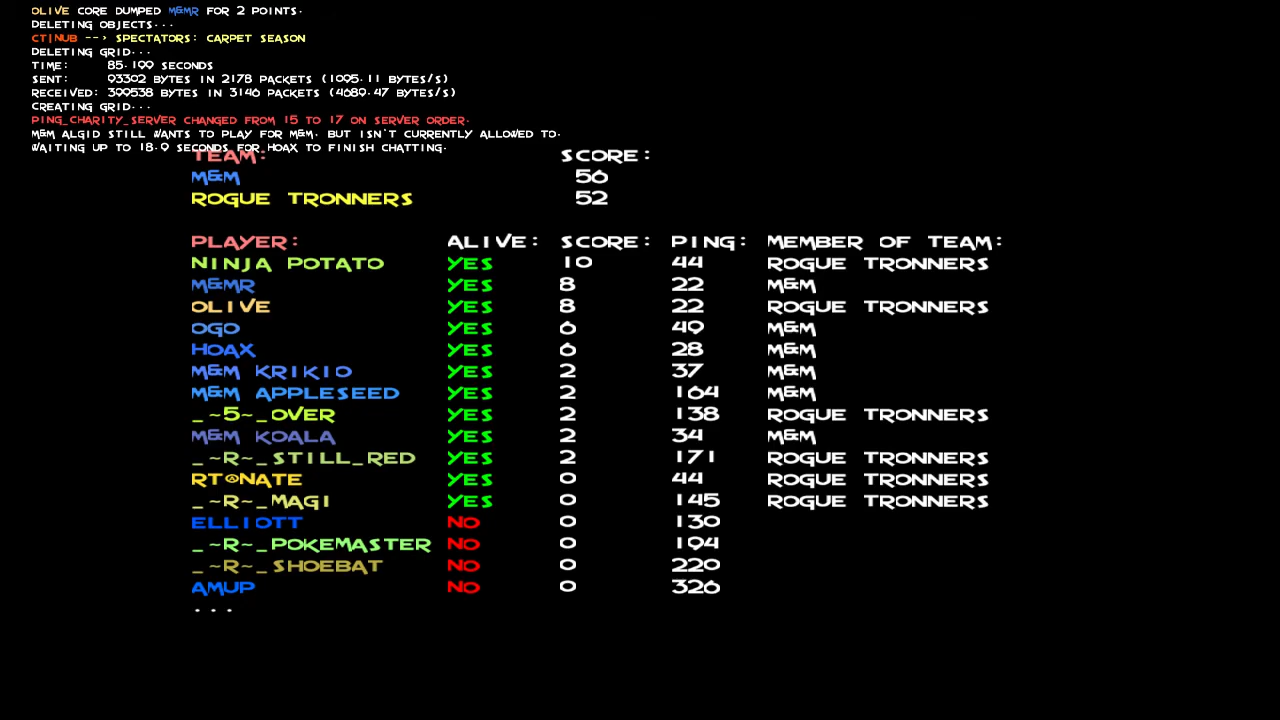 OLIVE CORE DUMPED M&MR FOR 2 POINTS.
DELETING OBJECTS...
CT|NUB --> SPECTATORS: CARPET SEASON
DELETING GRID...
TIME: 85.199 SECONDS
SENT: 93302 BYTES IN 2178 PACKETS (1095.11 BYTES/S)
RECEIVED: 399538 BYTES IN 3146 PACKETS (4689.47 BYTES/S)
CREATING GRID...
PING_CHARITY_SERVER CHANGED FROM 15 TO 17 ON SERVER ORDER.
M&M ALGID STILL WANTS TO PLAY FOR M&M, BUT ISN'T CURRENTLY ALLOWED TO.
WAITING UP TO 18.9 SECONDS FOR HOAX TO FINISH CHATTING.
TEAM: SCORE:
M&M 56
ROGUE TRONNERS 52
PLAYER: ALIVE: SCORE: PING: MEMBER OF TEAM:
NINJA POTATO YES 10 44 ROGUE TRONNERS
M&MR YES 8 22 M&M
OLIVE YES 8 22 ROGUE TRONNERS
OGO YES 6 49 M&M
HOAX YES 6 28 M&M
M&M KRIKIO YES 2 37 M&M
M&M APPLESEED YES 2 164 M&M
_~5~_OVER YES 2 138 ROGUE TRONNERS
M&M KOALA YES 2 34 M&M
_~R~_STILL_RED YES 2 171 ROGUE TRONNERS
RT☮NATE YES 0 44 ROGUE TRONNERS
_~R~_MAGI YES 0 145 ROGUE TRONNERS
ELLIOTT NO 0 130
_~R~_POKEMASTER NO 0 194
_~R~_SHOEBAT NO 0 220
AMUP NO 0 326
...